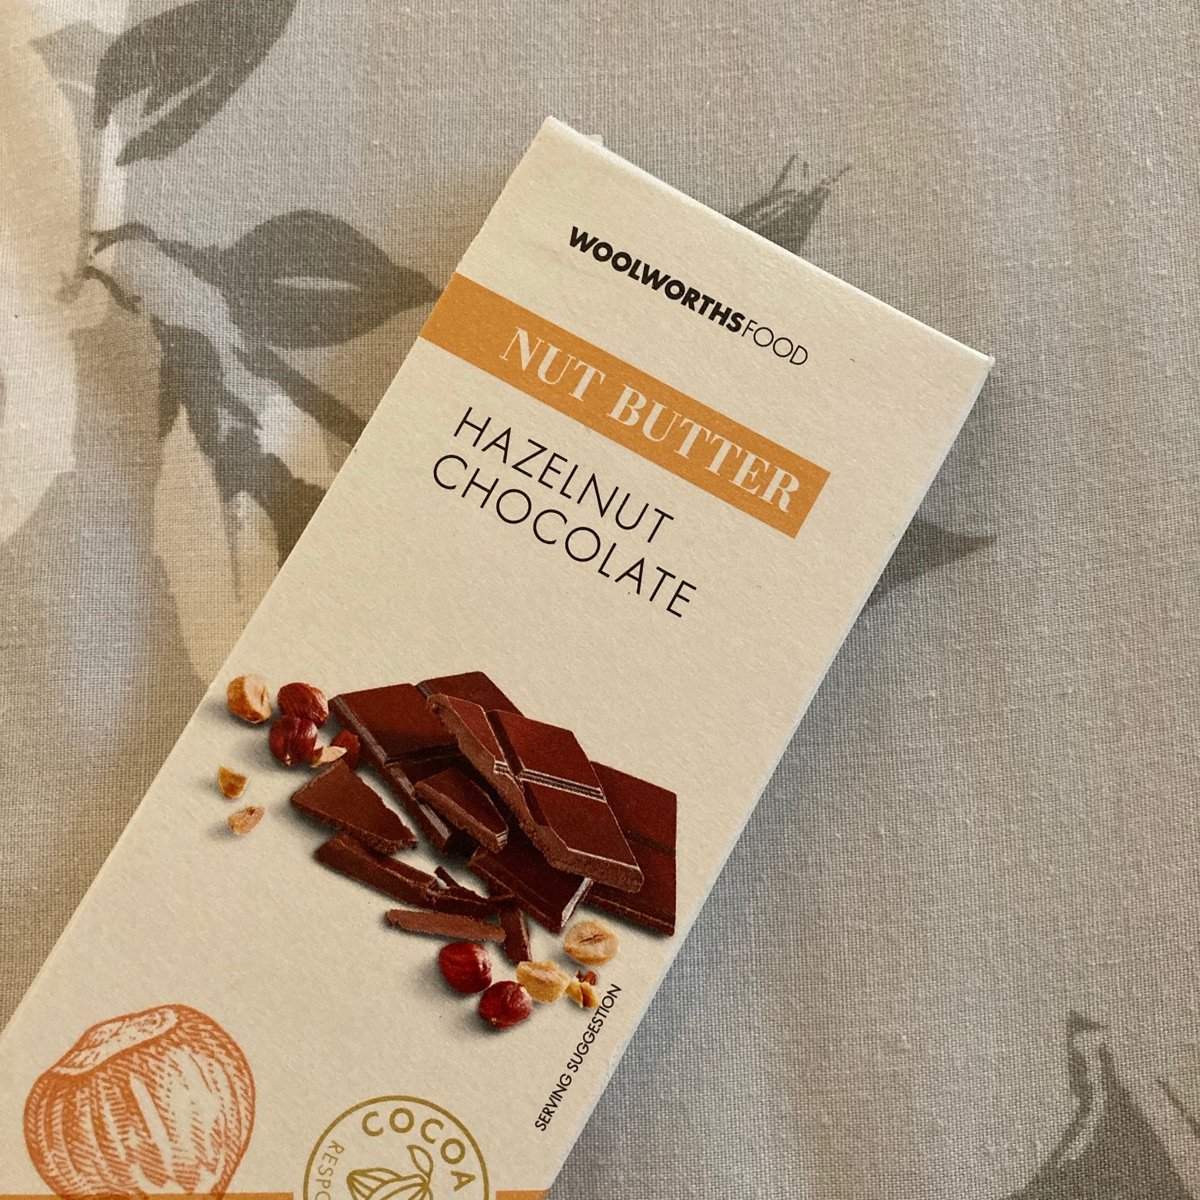 WOOLWORTHSFOOD
NUT BUTTER
HAZELNUT
CHOCOLATE
SERVING SUGGESTION
COCOA